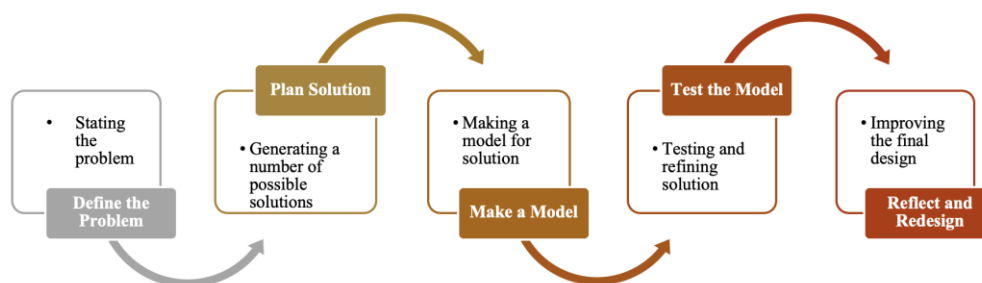 • Stating
the
problem
Define the
Problem
Plan Solution
• Generating a
number of
possible
solutions
• Making a
model for
solution
Make a Model
Test the Model
• Testing and
refining
solution
• Improving
the final
design
Reflect and
Redesign